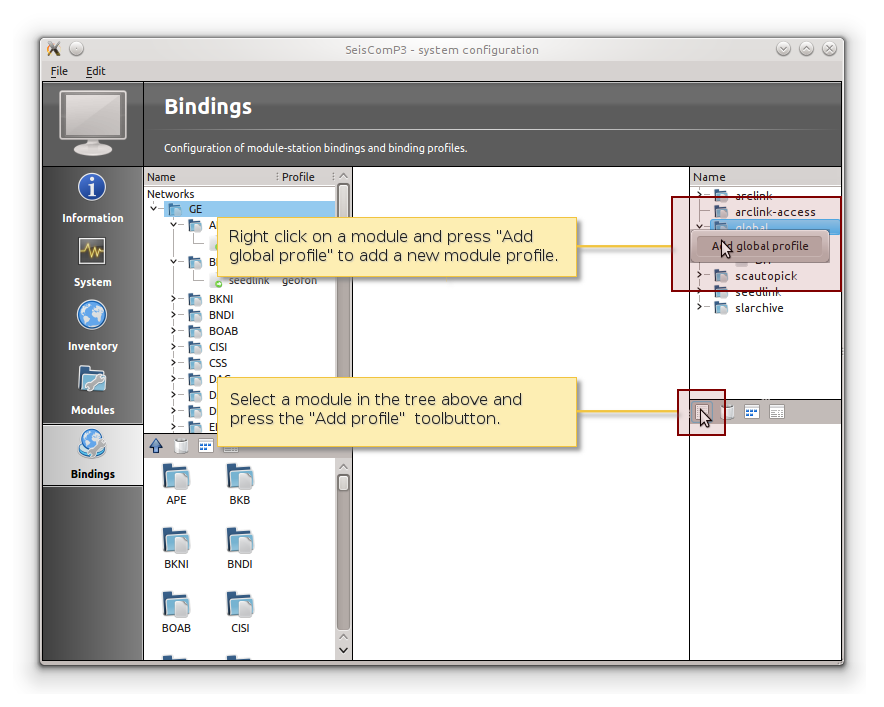 SeisComP3 - system configuration
File Edit
Bindings
Configuration of module-station bindings and binding profiles.
Information
System
Inventory
Modules
Bindings
Name Profile
Networks
GE
seedlink geofon
BKNI
BNDI
BOAB
CISI
CSS
Right click on a module and press "Add
global profile" to add a new module profile.
Select a module in the tree above and
press the "Add profile" toolbutton.
APE BKB
BKNI BNDI
BOAB CISI
Name
arclink
arclink-access
global
Add global profile
scautopick
seedlink
slarchive